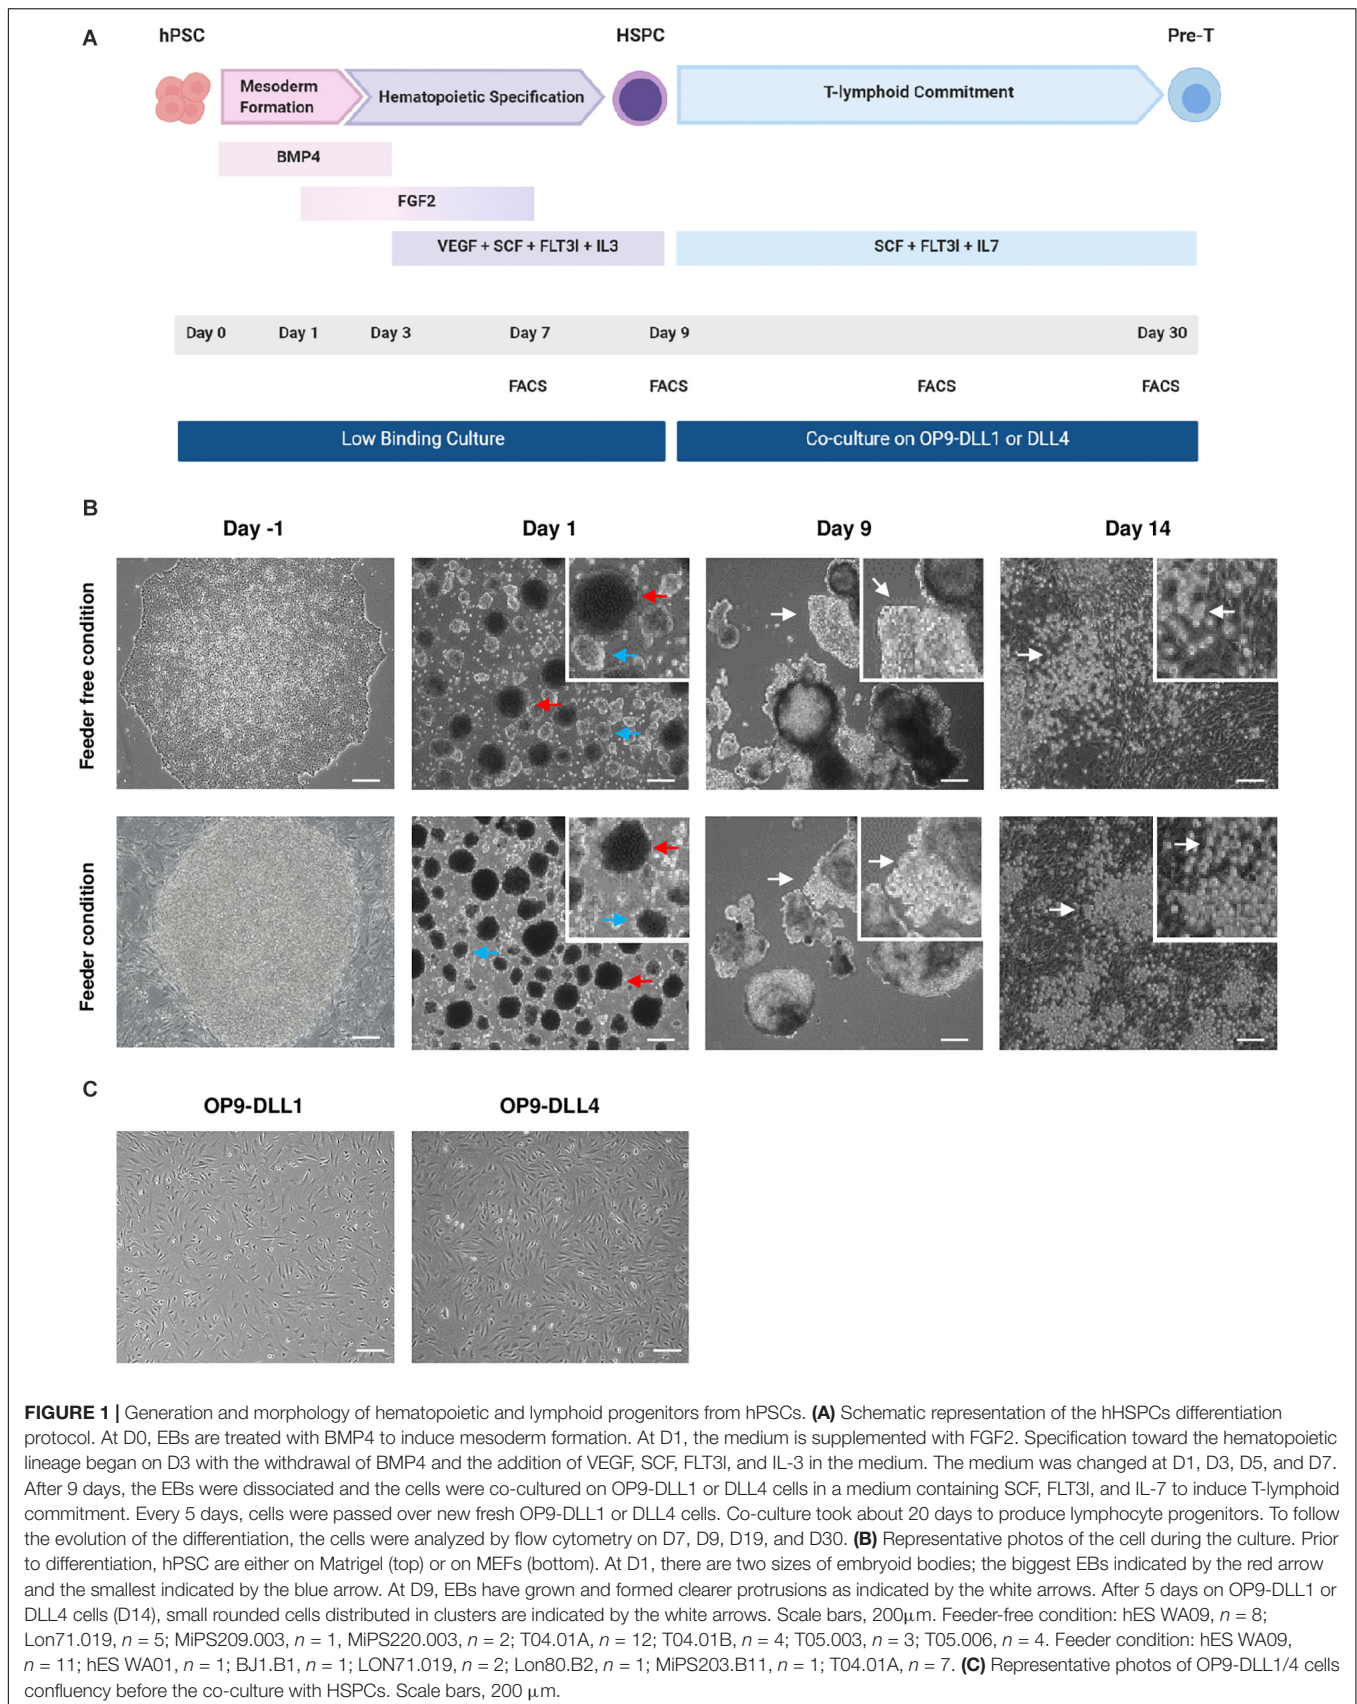 A
hPSC
HSPC
Pre-T
Mesoderm
Formation
Hematopoietic Specification
T-lymphoid Commitment
BMP4
FGF2
VEGF + SCF + FLT3l + IL3
SCF + FLT3l + IL7
Day 0 Day 1 Day 3 Day 7 Day 9 Day 30
FACS FACS FACS FACS
Low Binding Culture
Co-culture on OP9-DLL1 or DLL4
B
Day -1 Day 1 Day 9 Day 14
Feeder free condition
Feeder condition
C
OP9-DLL1 OP9-DLL4
FIGURE 1 | Generation and morphology of hematopoietic and lymphoid progenitors from hPSCs. (A) Schematic representation of the hHSPCs differentiation
protocol. At D0, EBs are treated with BMP4 to induce mesoderm formation. At D1, the medium is supplemented with FGF2. Specification toward the hematopoietic
lineage began on D3 with the withdrawal of BMP4 and the addition of VEGF, SCF, FLT3l, and IL-3 in the medium. The medium was changed at D1, D3, D5, and D7.
After 9 days, the EBs were dissociated and the cells were co-cultured on OP9-DLL1 or DLL4 cells in a medium containing SCF, FLT3l, and IL-7 to induce T-lymphoid
commitment. Every 5 days, cells were passed over new fresh OP9-DLL1 or DLL4 cells. Co-culture took about 20 days to produce lymphocyte progenitors. To follow
the evolution of the differentiation, the cells were analyzed by flow cytometry on D7, D9, D19, and D30. (B) Representative photos of the cell during the culture. Prior
to differentiation, hPSC are either on Matrigel (top) or on MEFs (bottom). At D1, there are two sizes of embryoid bodies; the biggest EBs indicated by the red arrow
and the smallest indicated by the blue arrow. At D9, EBs have grown and formed clearer protrusions as indicated by the white arrows. After 5 days on OP9-DLL1 or
DLL4 cells (D14), small rounded cells distributed in clusters are indicated by the white arrows. Scale bars, 200μm. Feeder-free condition: hES WA09, n = 8;
Lon71.019, n = 5; MiPS209.003, n = 1, MiPS220.003, n = 2; T04.01A, n = 12; T04.01B, n = 4; T05.003, n = 3; T05.006, n = 4. Feeder condition: hES WA09,
n = 11; hES WA01, n = 1; BJ1.B1, n = 1; LON71.019, n = 2; Lon80.B2, n = 1; MiPS203.B11, n = 1; T04.01A, n = 7. (C) Representative photos of OP9-DLL1/4 cells
confluency before the co-culture with HSPCs. Scale bars, 200 μm.